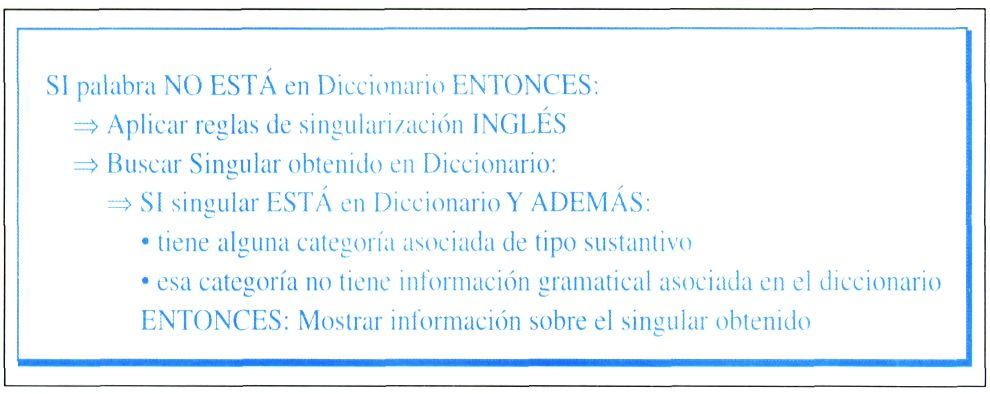 SI palabra NO ESTÁ en Diccionario ENTONCES:
⇒ Aplicar reglas de singularización INGLÉS
⇒ Buscar Singular obtenido en Diccionario:
⇒ SI singular ESTÁ en Diccionario Y ADEMÁS:
• tiene alguna categoría asociada de tipo sustantivo
• esa categoría no tiene información gramatical asociada en el diccionario
ENTONCES: Mostrar información sobre el singular obtenido